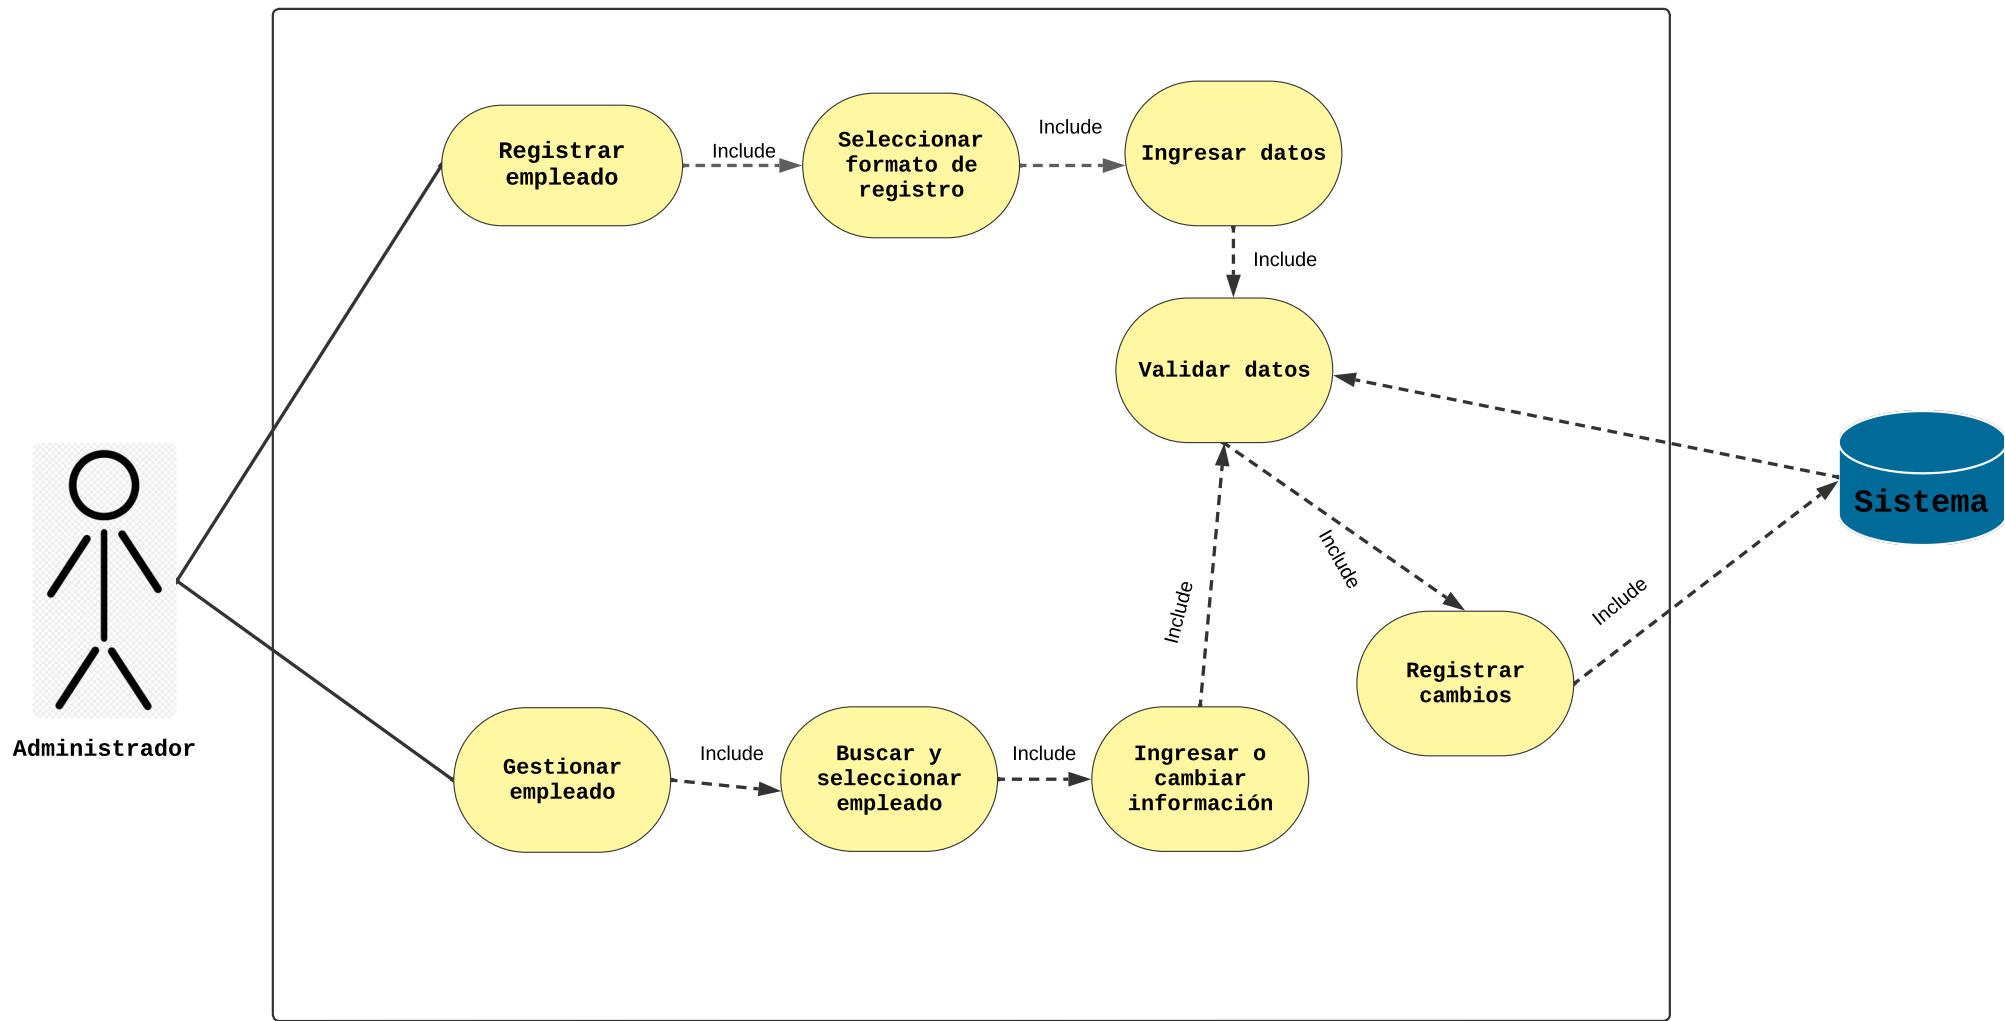 Registrar
empleado
Include
Seleccionar
formato de
registro
Include
Ingresar datos
Include
Validar datos
Sistema
Include
Include
Include
Registrar
cambios
Administrador
Gestionar
empleado
Include
Buscar y
seleccionar
empleado
Include
Ingresar o
cambiar
información